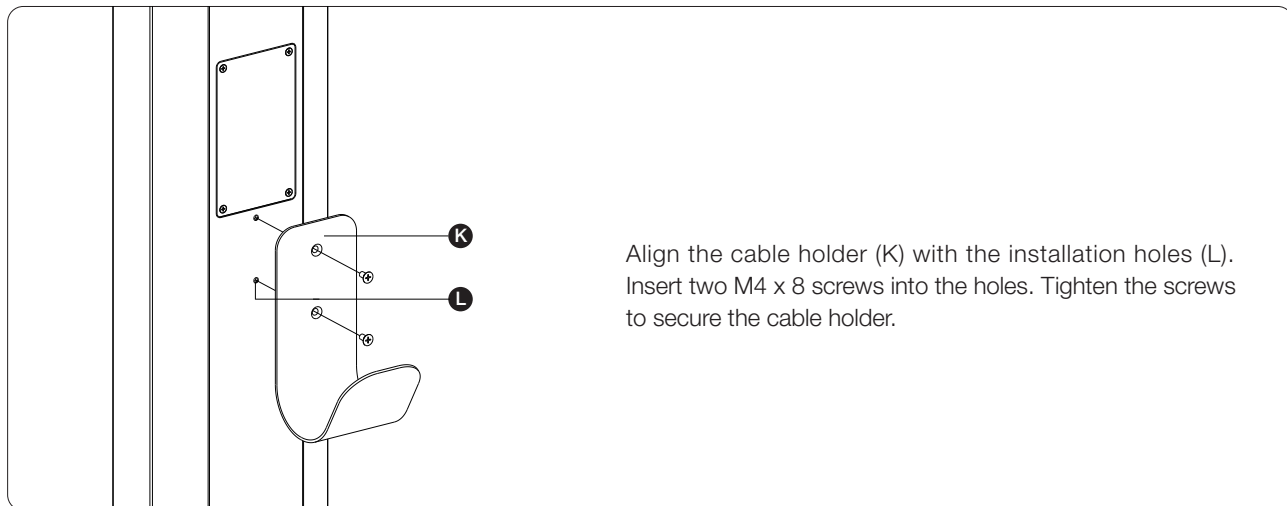 K
L
Align the cable holder (K) with the installation holes (L).
Insert two M4 x 8 screws into the holes. Tighten the screws
to secure the cable holder.